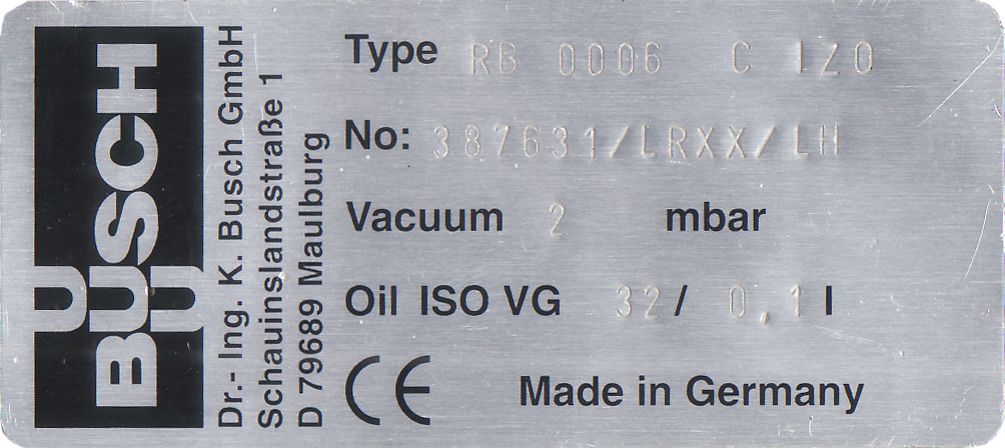 BUSCH
Dr.- Ing. K. Busch GmbH
Schauinslandstraße 1
D 79689 Maulburg
Type RB 0006 C IZ0
No: 387631/LRXX/LH
Vacuum 2 mbar
Oil ISO VG 32/ 0,1 l
CE Made in Germany